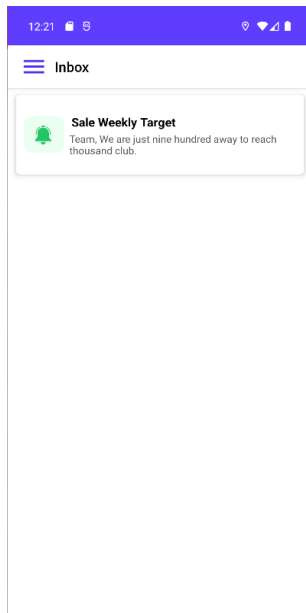 12:21
Inbox
Sale Weekly Target
Team, We are just nine hundred away to reach
thousand club.